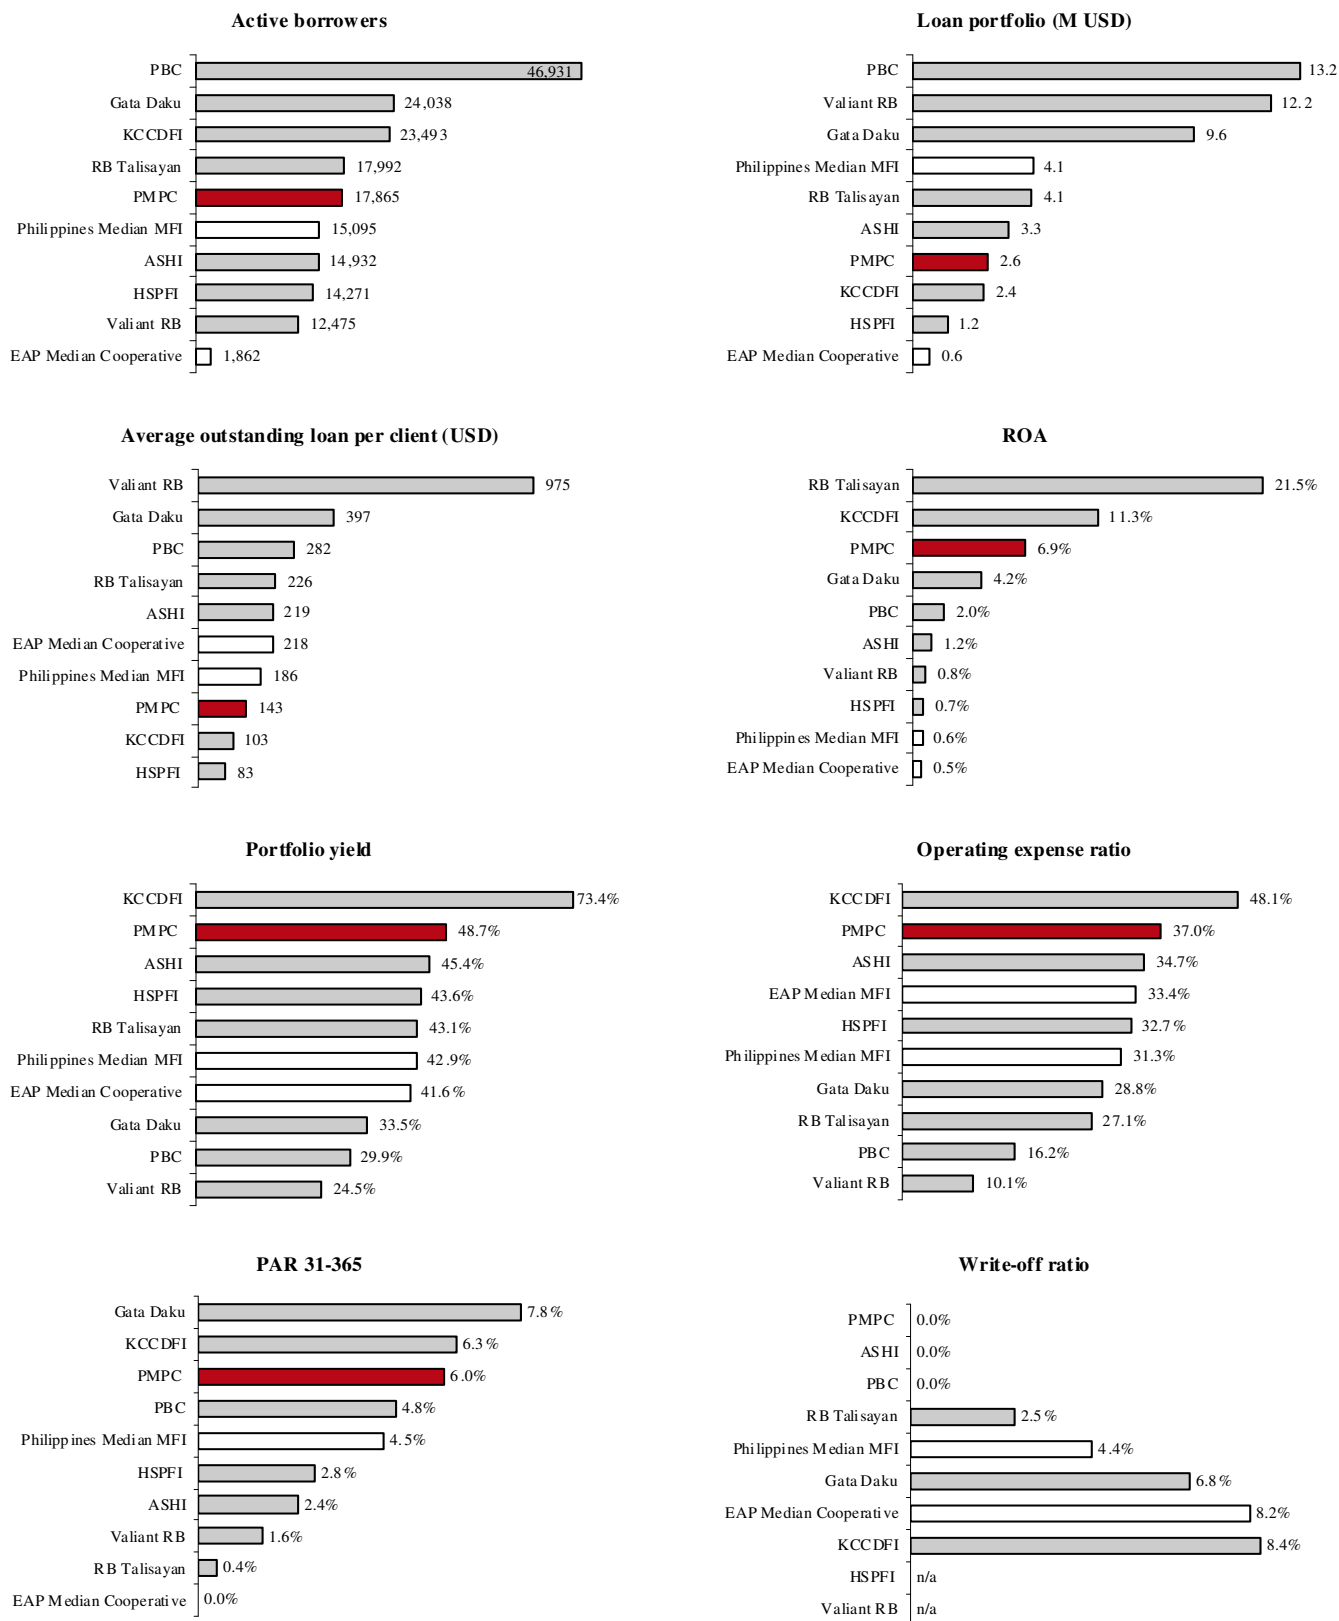 Active borrowers
PBC 46,931
Gata Daku 24,038
KCCDFI 23,493
RB Talisayan 17,992
PMPC 17,865
Philippines Median MFI 15,095
ASHI 14,932
HSPFI 14,271
Valiant RB 12,475
EAP Median Cooperative 1,862
Loan portfolio (M USD)
PBC 13.2
Valiant RB 12.2
Gata Daku 9.6
Philippines Median MFI 4.1
RB Talisayan 4.1
ASHI 3.3
PMPC 2.6
KCCDFI 2.4
HSPFI 1.2
EAP Median Cooperative 0.6
Average outstanding loan per client (USD)
Valiant RB 975
Gata Daku 397
PBC 282
RB Talisayan 226
ASHI 219
EAP Median Cooperative 218
Philippines Median MFI 186
PMPC 143
KCCDFI 103
HSPFI 83
ROA
RB Talisayan 21.5%
KCCDFI 11.3%
PMPC 6.9%
Gata Daku 4.2%
PBC 2.0%
ASHI 1.2%
Valiant RB 0.8%
HSPFI 0.7%
Philippines Median MFI 0.6%
EAP Median Cooperative 0.5%
Portfolio yield
KCCDFI 73.4%
PMPC 48.7%
ASHI 45.4%
HSPFI 43.6%
RB Talisayan 43.1%
Philippines Median MFI 42.9%
EAP Median Cooperative 41.6%
Gata Daku 33.5%
PBC 29.9%
Valiant RB 24.5%
Operating expense ratio
KCCDFI 48.1%
PMPC 37.0%
ASHI 34.7%
EAP Median MFI 33.4%
HSPFI 32.7%
Philippines Median MFI 31.3%
Gata Daku 28.8%
RB Talisayan 27.1%
PBC 16.2%
Valiant RB 10.1%
PAR 31-365
Gata Daku 7.8%
KCCDFI 6.3%
PMPC 6.0%
PBC 4.8%
Philippines Median MFI 4.5%
HSPFI 2.8%
ASHI 2.4%
Valiant RB 1.6%
RB Talisayan 0.4%
EAP Median Cooperative 0.0%
Write-off ratio
PMPC 0.0%
ASHI 0.0%
PBC 0.0%
RB Talisayan 2.5%
Philippines Median MFI 4.4%
Gata Daku 6.8%
EAP Median Cooperative 8.2%
KCCDFI 8.4%
HSPFI n/a
Valiant RB n/a